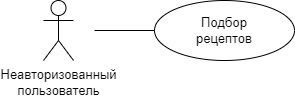 Подбор
рецептов
Неавторизованный
пользователь